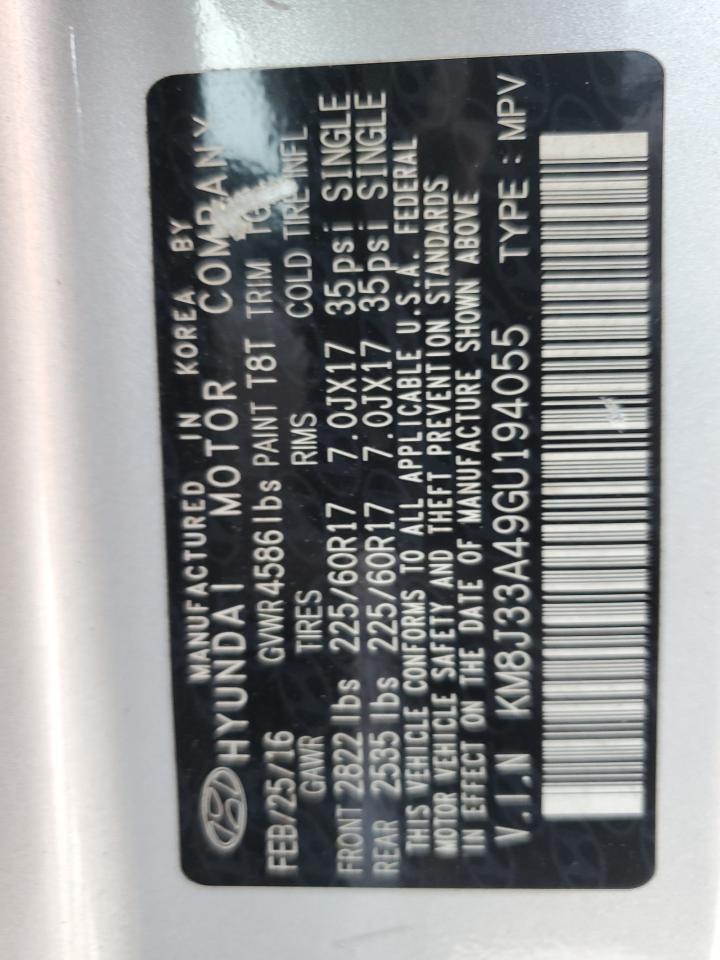 MANUFACTURED IN KOREA BY
HYUNDAI MOTOR COMPANY
FEB/25/16 GVWR 4586lbs PAINT T8T TRIM
GAWR TIRES RIMS COLD TIRE INFL
FRONT 2822 lbs 225/60R17 7.0JX17 35psi SINGLE
REAR 2535 lbs 225/60R17 7.0JX17 35psi SINGLE
THIS VEHICLE CONFORMS TO ALL APPLICABLE U.S.A. FEDERAL
MOTOR VEHICLE SAFETY AND THEFT PREVENTION STANDARDS
IN EFFECT ON THE DATE OF MANUFACTURE SHOWN ABOVE
V.I.N KM8J33A49GU194055 TYPE : MPV